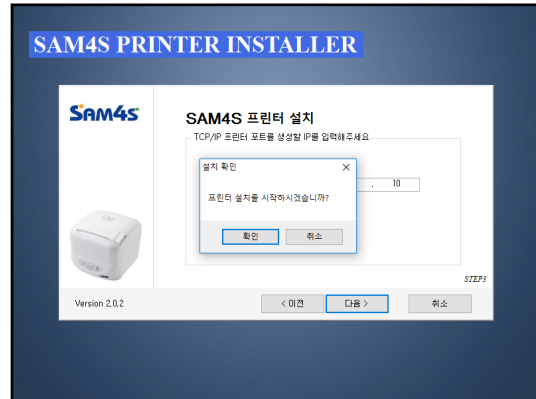 SAM4S PRINTER INSTALLER
Sam4s
SAM4S 프린터 설치
TCP/IP 프린터 포트를 생성할 IP를 입력해주세요
설치 확인
. 10
프린터 설치를 시작하시겠습니까?
확인 취소
STEP3
Version 2,0,2
< 이전 다음 > 취소